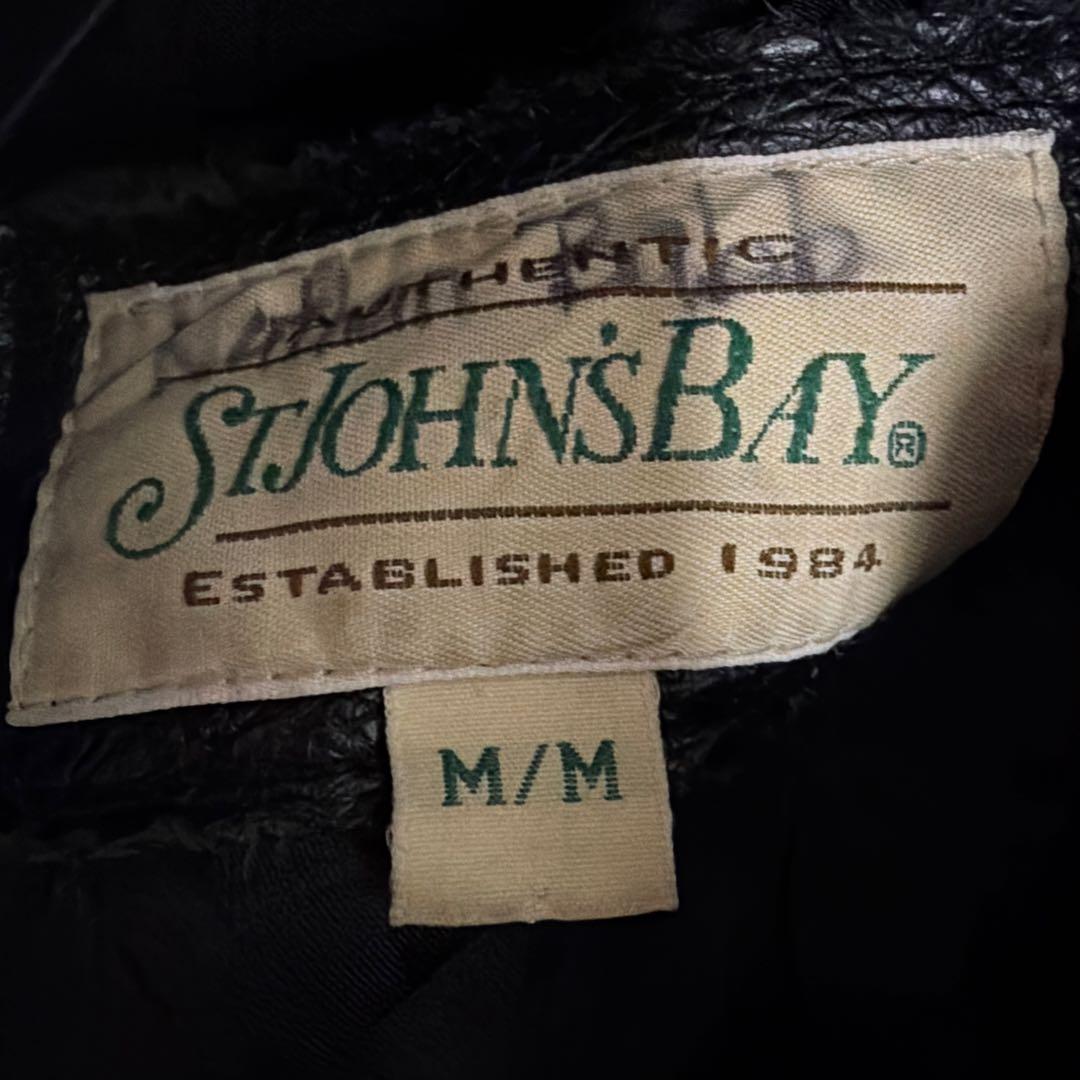 AUTHENTIC
ST JOHN'S BAY®
ESTABLISHED 1984
M/M